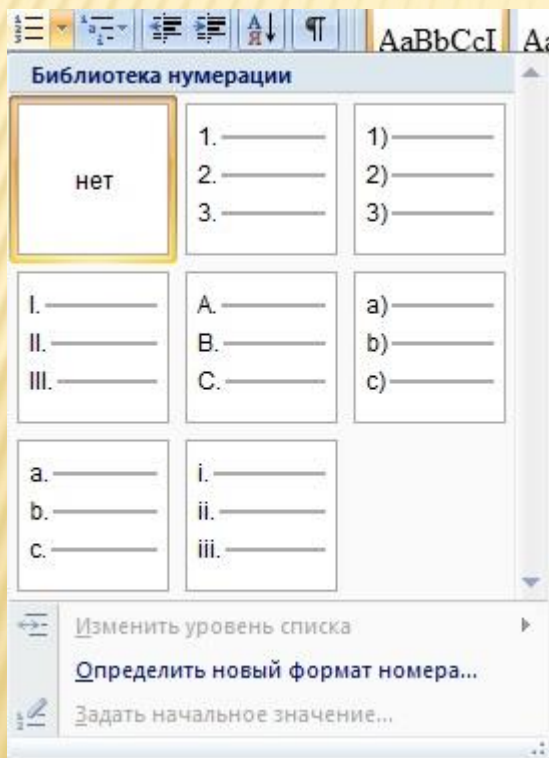 AaBbCcI Aa
Библиотека нумерации
нет
1.
2.
3.
1)
2)
3)
I.
II.
III.
A.
B.
C.
a)
b)
c)
a.
b.
c.
i.
ii.
iii.
Изменить уровень списка
Определить новый формат номера...
Задать начальное значение...